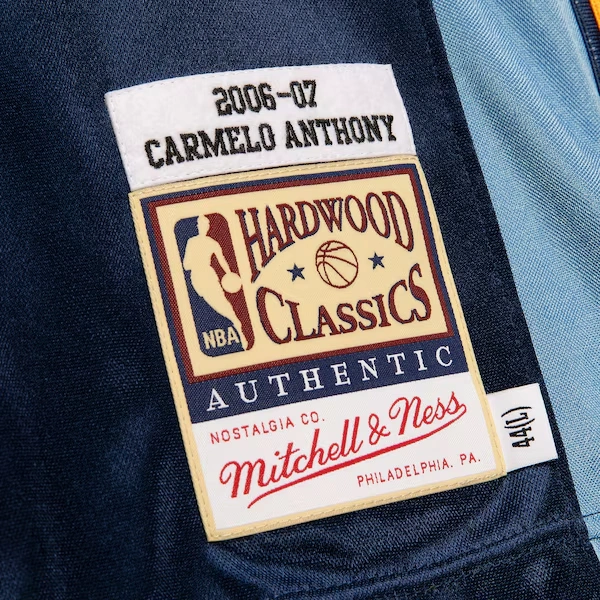 2006-07
CARMELO ANTHONY
HARDWOOD
CLASSICS
NBA
AUTHENTIC
NOSTALGIA CO.
Mitchell & Ness
PHILADELPHIA. PA.
44(L)